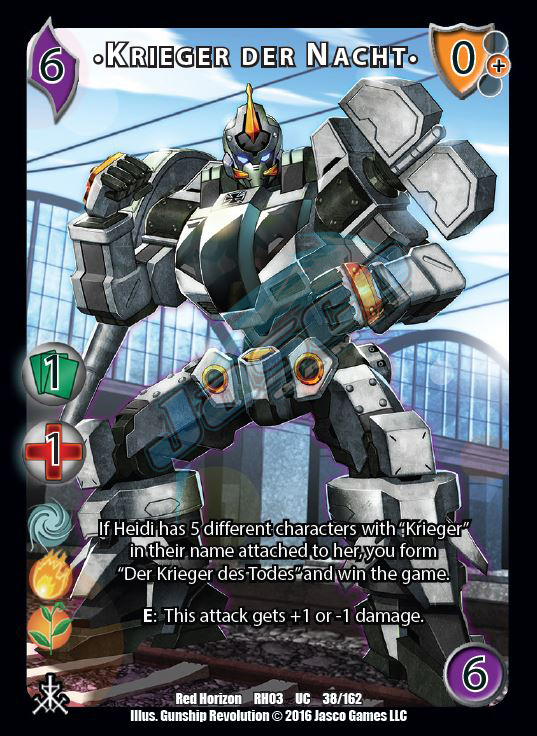 6
·KRIEGER DER NACHT·
0
+
1
1
If Heidi has 5 different characters with "Krieger"
in their name attached to her, you form
"Der Krieger des Todes" and win the game.
E: This attack gets +1 or -1 damage.
6
Red Horizon RH03 UC 38/162
Illus. Gunship Revolution © 2016 Jasco Games LLC